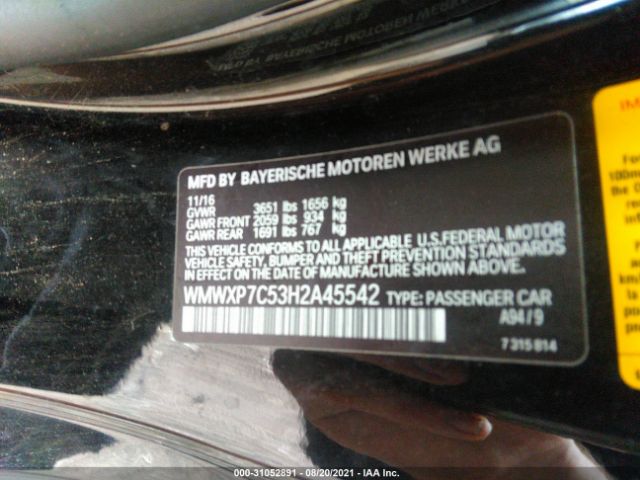 MFD BY BAYERISCHE MOTOREN WERKE AG
11/16
GVWR 3651 lbs 1656 kg
GAWR FRONT 2059 lbs 934 kg
GAWR REAR 1691 lbs 767 kg
THIS VEHICLE CONFORMS TO ALL APPLICABLE U.S.FEDERAL MOTOR
VEHICLE SAFETY, BUMPER AND THEFT PREVENTION STANDARDS
IN EFFECT ON THE DATE OF MANUFACTURE SHOWN ABOVE.
WMWXP7C53H2A45542 TYPE: PASSENGER CAR
A94/9
7 315 814
000-31052891 - 08/20/2021 - IAA Inc.